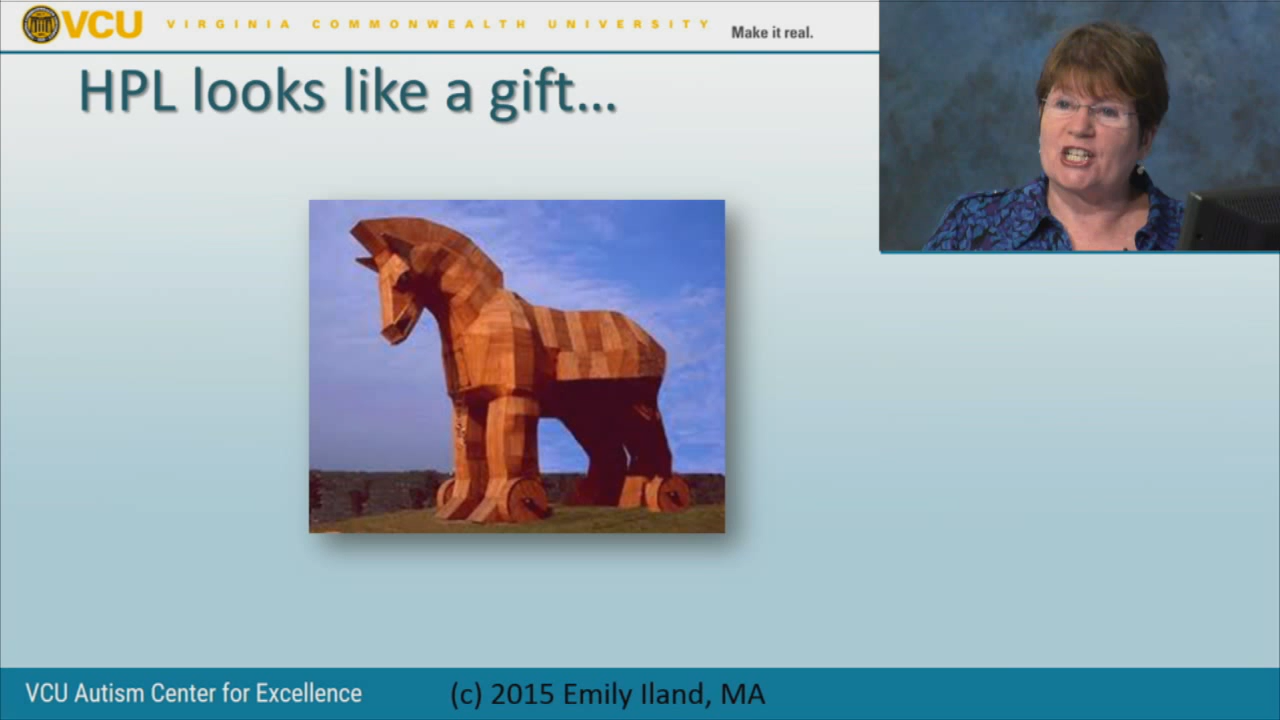 VCU VIRGINIA COMMONWEALTH UNIVERSITY Make it real.
HPL looks like a gift...
VCU Autism Center for Excellence (c) 2015 Emily Iland, MA